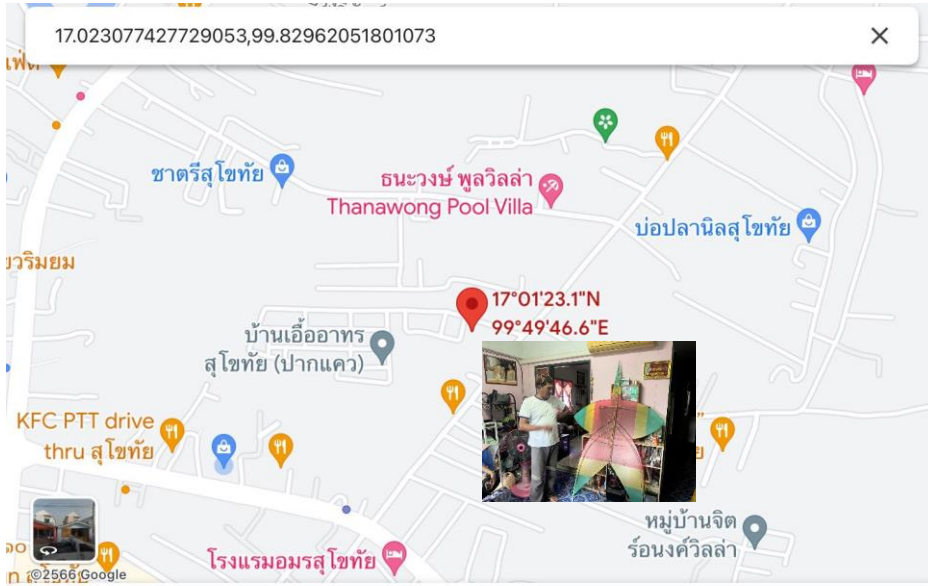 17.023077427729053,99.82962051801073
ชาตรีสุโขทัย
ธนะวงษ์ พูลวิลล่า
Thanawong Pool Villa
บ่อปลานิลสุโขทัย
17°01'23.1"N
99°49'46.6"E
บ้านเอื้ออาทร
สุโขทัย (ปากแคว)
KFC PTT drive
thru สุโขทัย
หมู่บ้านจิต
ร์อนงค์วิลล่า
โรงแรมอมรสุโขทัย
©2566 Google